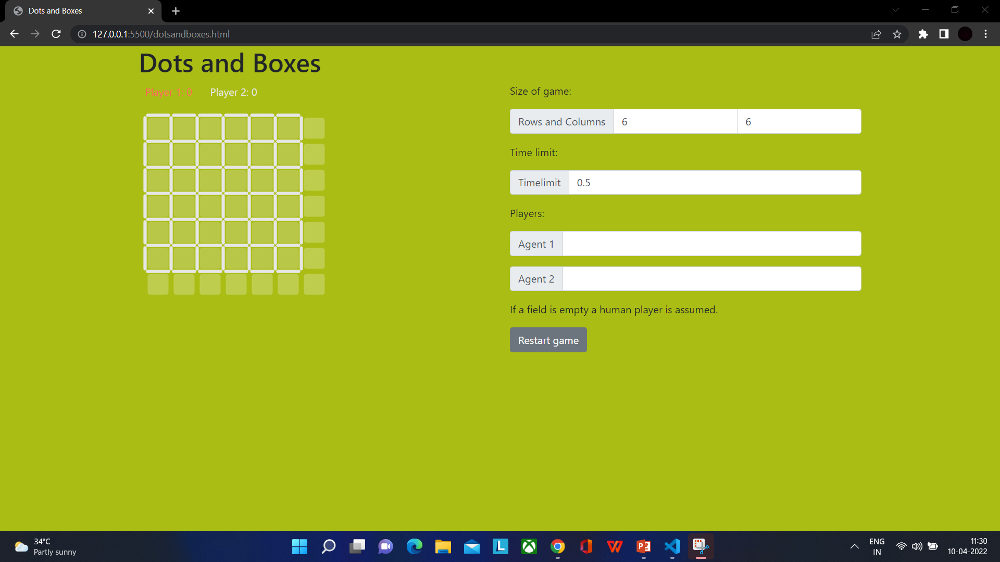 Dots and Boxes
127.0.0.1:5500/dotsandboxes.html
Dots and Boxes
Player 1: 0 Player 2: 0
Size of game:
Rows and Columns 6 6
Time limit:
Timelimit 0.5
Players:
Agent 1
Agent 2
If a field is empty a human player is assumed.
Restart game
34°C
Partly sunny
ENG
IN
11:30
10-04-2022